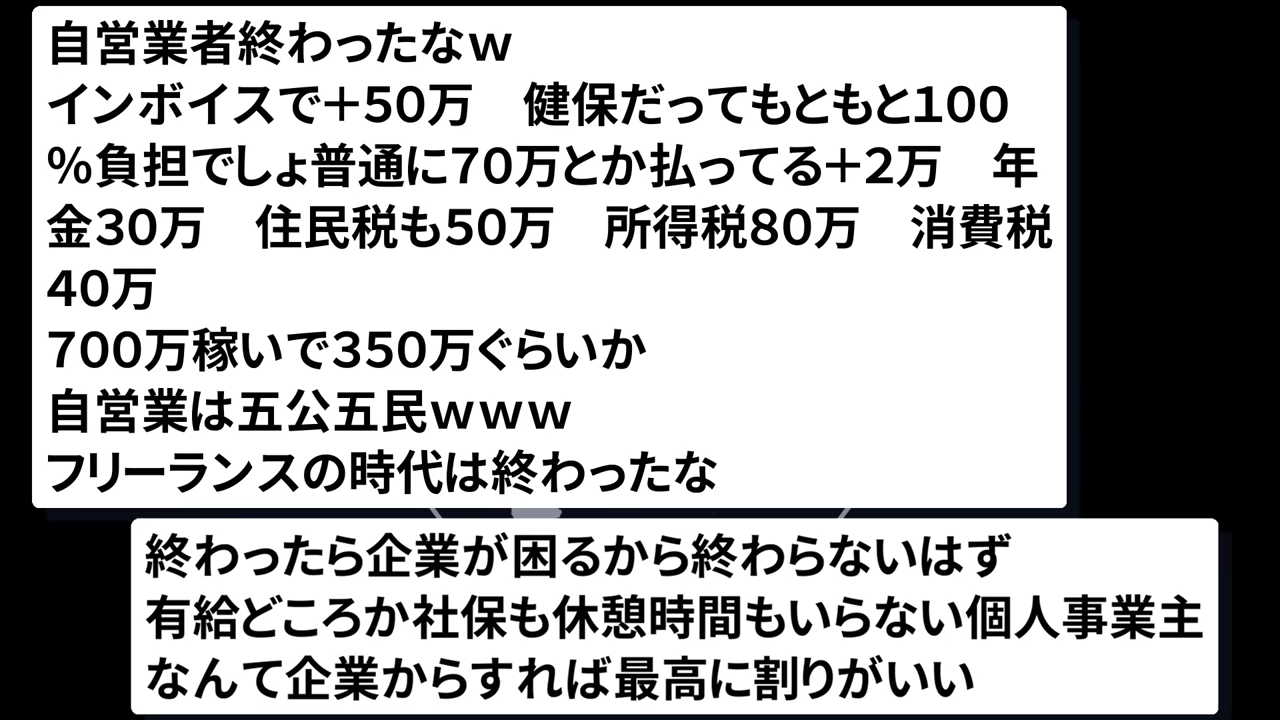 自営業者終わったなｗ
インボイスで＋50万　健保だってもともと100
％負担でしょ普通に70万とか払ってる＋2万　年
金30万　住民税も50万　所得税80万　消費税
40万
700万稼いで350万ぐらいか
自営業は五公五民ｗｗｗ
フリーランスの時代は終わったな
終わったら企業が困るから終わらないはず
有給どころか社保も休憩時間もいらない個人事業主
なんて企業からすれば最高に割りがいい